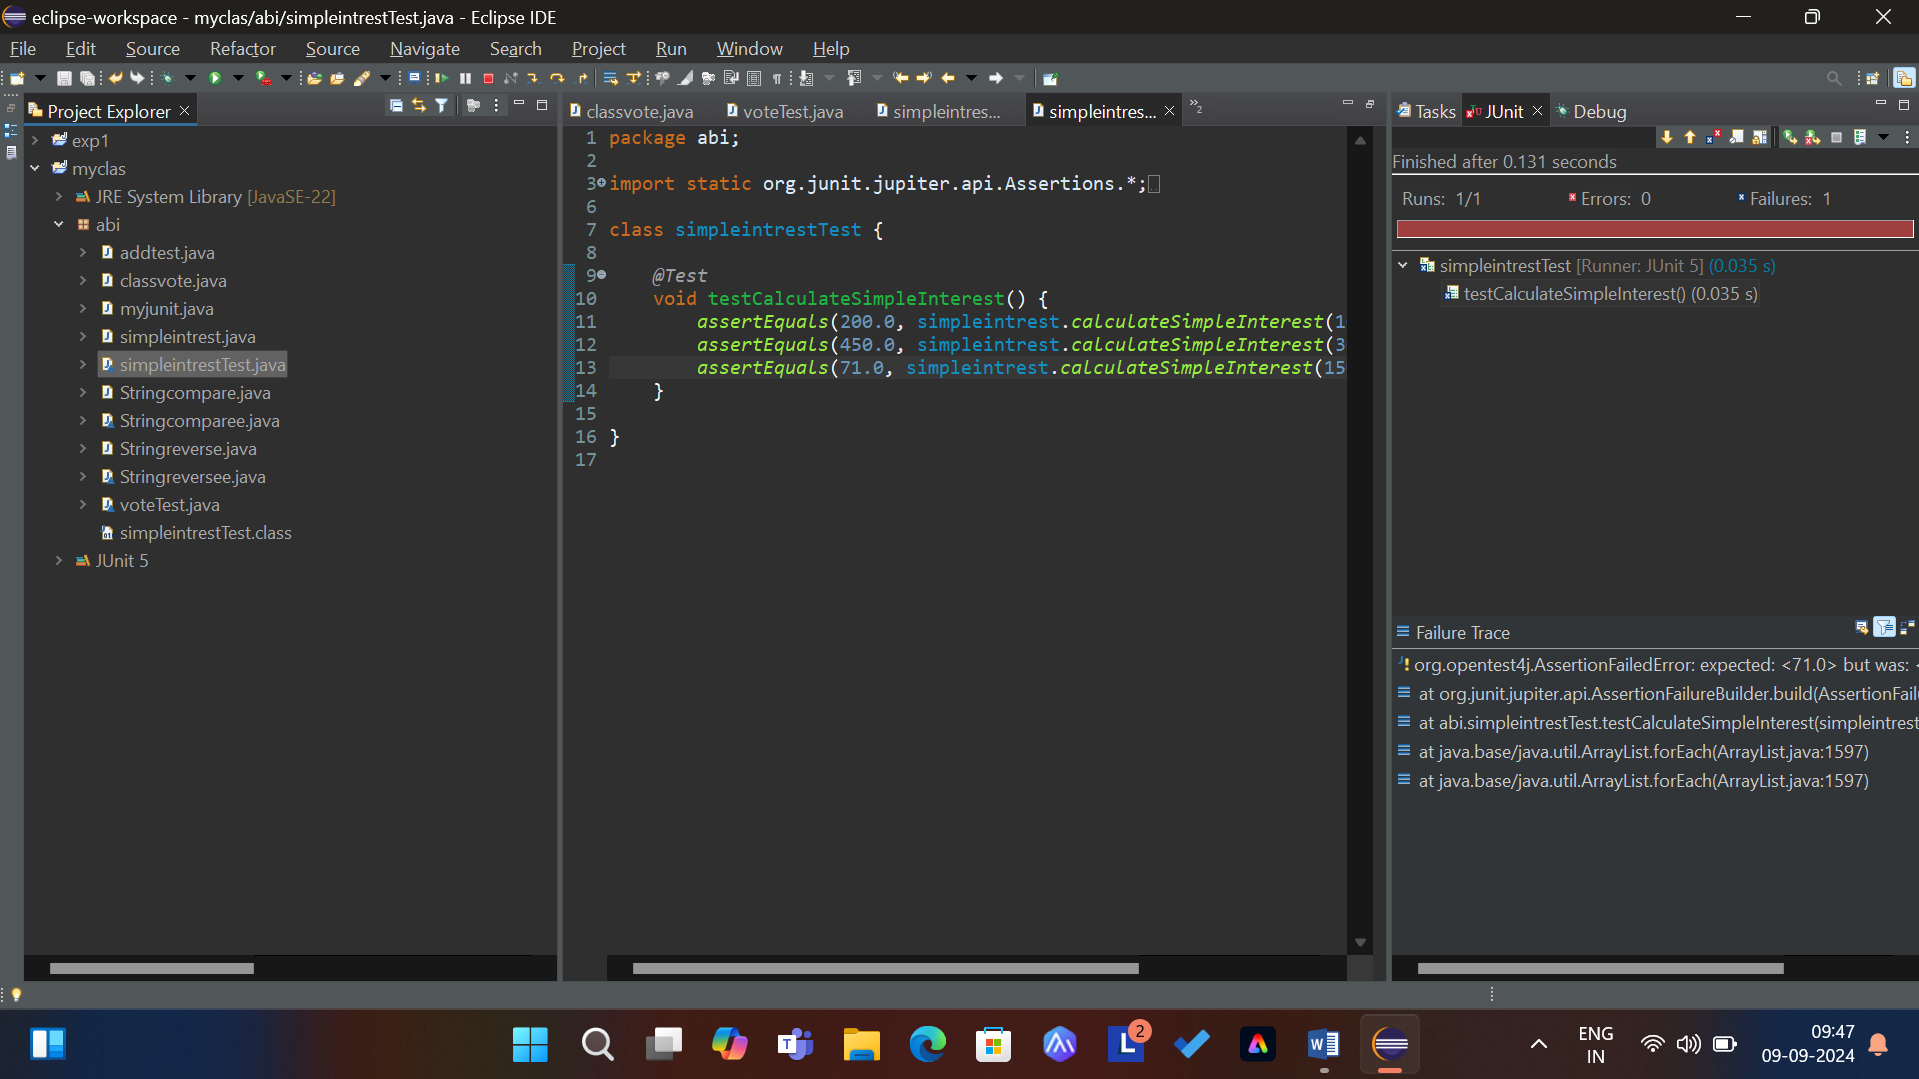 eclipse-workspace - myclas/abi/simpleintrestTest.java - Eclipse IDE
File Edit Source Refactor Source Navigate Search Project Run Window Help
Project Explorer
exp1
myclas
JRE System Library [JavaSE-22]
abi
addtest.java
classvote.java
myjunit.java
simpleintrest.java
simpleintrestTest.java
Stringcompare.java
Stringcomparee.java
Stringreverse.java
Stringreversee.java
voteTest.java
simpleintrestTest.class
JUnit 5
classvote.java voteTest.java simpleintres... simpleintres... »2
1 package abi;
2
3 import static org.junit.jupiter.api.Assertions.*;
6
7 class simpleintrestTest {
8
9 @Test
10 void testCalculateSimpleInterest() {
11 assertEquals(200.0, simpleintrest.calculateSimpleInterest(1
12 assertEquals(450.0, simpleintrest.calculateSimpleInterest(3
13 assertEquals(71.0, simpleintrest.calculateSimpleInterest(15
14 }
15
16 }
17
Tasks JUnit Debug
Finished after 0.131 seconds
Runs: 1/1 Errors: 0 Failures: 1
simpleintrestTest [Runner: JUnit 5] (0.035 s)
testCalculateSimpleInterest() (0.035 s)
Failure Trace
org.opentest4j.AssertionFailedError: expected: <71.0> but was: <
at org.junit.jupiter.api.AssertionFailureBuilder.build(AssertionFail
at abi.simpleintrestTest.testCalculateSimpleInterest(simpleintrest
at java.base/java.util.ArrayList.forEach(ArrayList.java:1597)
at java.base/java.util.ArrayList.forEach(ArrayList.java:1597)
2
ENG
IN
09:47
09-09-2024